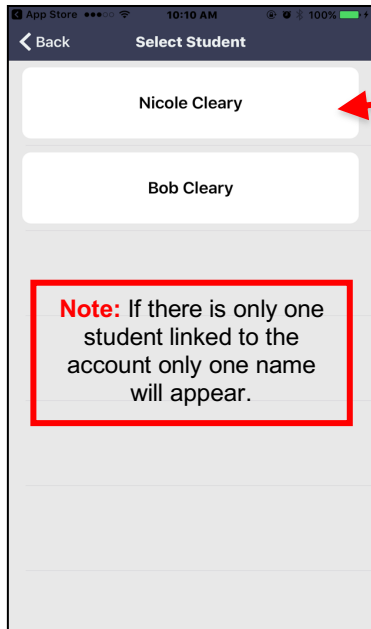 App Store 10:10 AM 100%
Back Select Student
Nicole Cleary
Bob Cleary
Note: If there is only one
student linked to the
account only one name
will appear.